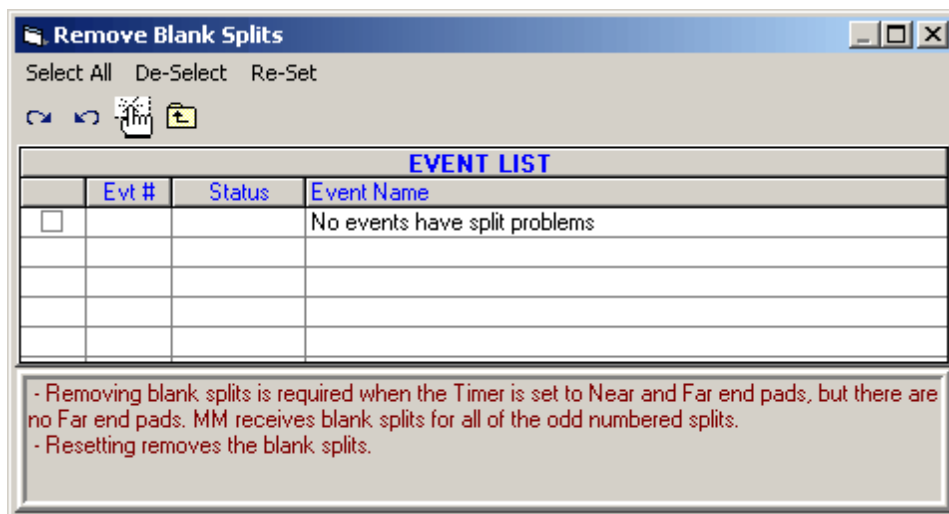 Remove Blank Splits
Select All De-Select Re-Set
EVENT LIST
Evt # Status Event Name
No events have split problems
- Removing blank splits is required when the Timer is set to Near and Far end pads, but there are
no Far end pads. MM receives blank splits for all of the odd numbered splits.
- Resetting removes the blank splits.